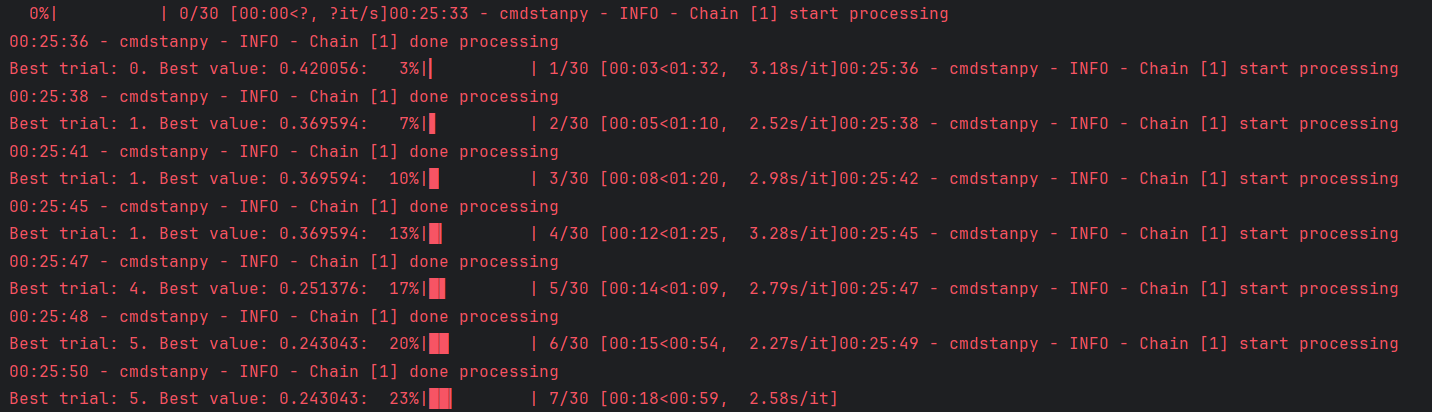 0%|          | 0/30 [00:00<?, ?it/s]00:25:33 - cmdstanpy - INFO - Chain [1] start processing
00:25:36 - cmdstanpy - INFO - Chain [1] done processing
Best trial: 0. Best value: 0.420056:   3%|▎         | 1/30 [00:03<01:32,  3.18s/it]00:25:36 - cmdstanpy - INFO - Chain [1] start processing
00:25:38 - cmdstanpy - INFO - Chain [1] done processing
Best trial: 1. Best value: 0.369594:   7%|▋         | 2/30 [00:05<01:10,  2.52s/it]00:25:38 - cmdstanpy - INFO - Chain [1] start processing
00:25:41 - cmdstanpy - INFO - Chain [1] done processing
Best trial: 1. Best value: 0.369594:  10%|█         | 3/30 [00:08<01:20,  2.98s/it]00:25:42 - cmdstanpy - INFO - Chain [1] start processing
00:25:45 - cmdstanpy - INFO - Chain [1] done processing
Best trial: 1. Best value: 0.369594:  13%|█▎        | 4/30 [00:12<01:25,  3.28s/it]00:25:45 - cmdstanpy - INFO - Chain [1] start processing
00:25:47 - cmdstanpy - INFO - Chain [1] done processing
Best trial: 4. Best value: 0.251376:  17%|█▋        | 5/30 [00:14<01:09,  2.79s/it]00:25:47 - cmdstanpy - INFO - Chain [1] start processing
00:25:48 - cmdstanpy - INFO - Chain [1] done processing
Best trial: 5. Best value: 0.243043:  20%|██        | 6/30 [00:15<00:54,  2.27s/it]00:25:49 - cmdstanpy - INFO - Chain [1] start processing
00:25:50 - cmdstanpy - INFO - Chain [1] done processing
Best trial: 5. Best value: 0.243043:  23%|██▎       | 7/30 [00:18<00:59,  2.58s/it]